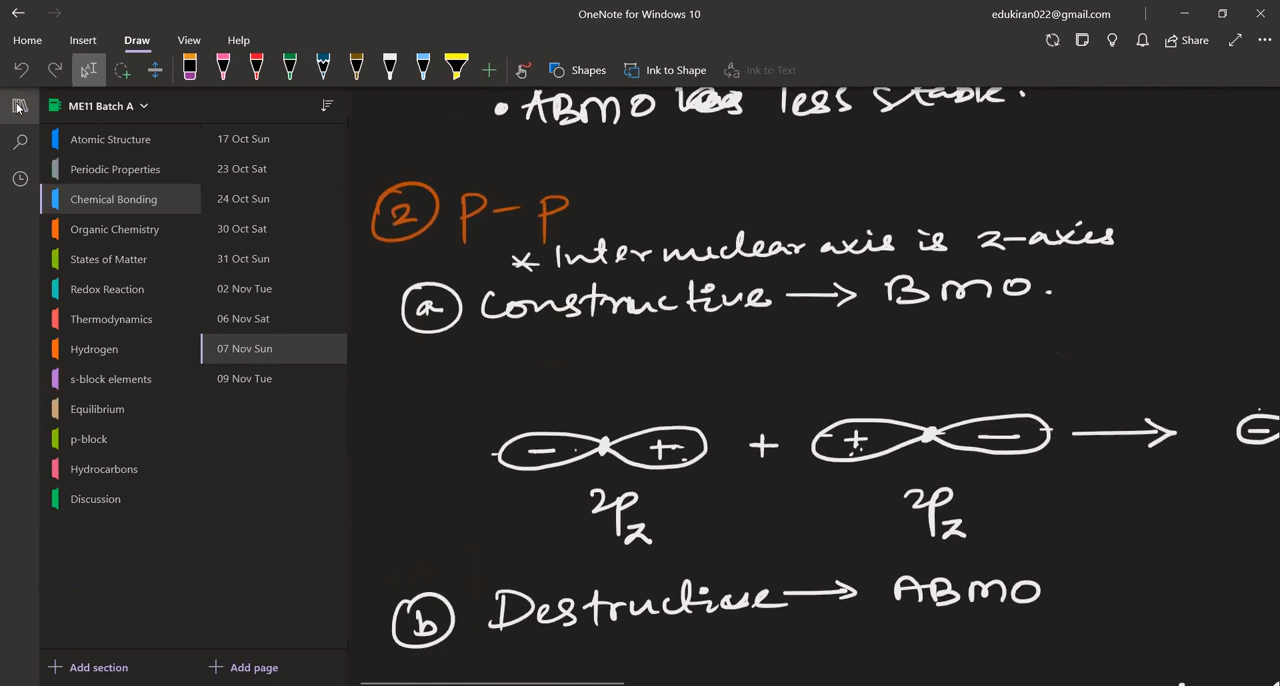 OneNote for Windows 10
edukiran022@gmail.com
Home Insert Draw View Help
Share
Shapes
Ink to Shape
Ink to Text
ME11 Batch A
Atomic Structure
Periodic Properties
Chemical Bonding
Organic Chemistry
States of Matter
Redox Reaction
Thermodynamics
Hydrogen
s-block elements
Equilibrium
p-block
Hydrocarbons
Discussion
Add section
17 Oct Sun
23 Oct Sat
24 Oct Sun
30 Oct Sat
31 Oct Sun
02 Nov Tue
06 Nov Sat
07 Nov Sun
09 Nov Tue
Add page
• ABMO less stable.
② P - P
* Internuclear axis is z-axis
ⓐ Constructive → BMO.
- + + + - → -
2pz 2pz
ⓑ Destructive → ABMO